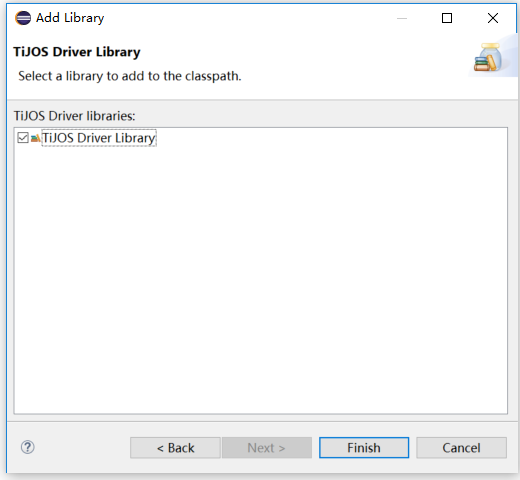 Add Library
TiJOS Driver Library
Select a library to add to the classpath.
TiJOS Driver libraries:
TiJOS Driver Library
?
< Back Next > Finish Cancel